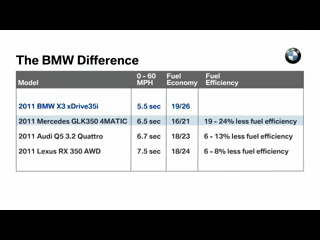 The BMW Difference
Model 0 - 60 MPH Fuel Economy Fuel Efficiency
2011 BMW X3 xDrive35i 5.5 sec 19/26
2011 Mercedes GLK350 4MATIC 6.5 sec 16/21 19 - 24% less fuel efficiency
2011 Audi Q5 3.2 Quattro 6.7 sec 18/23 6 - 13% less fuel efficiency
2011 Lexus RX 350 AWD 7.5 sec 18/24 6 - 8% less fuel efficiency